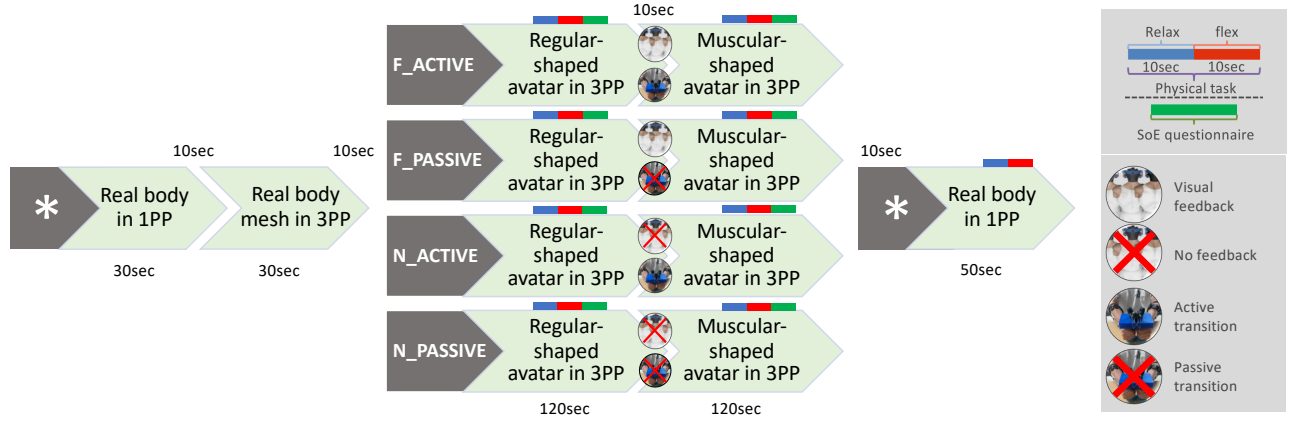 *
Real body
in 1PP
30sec
10sec
Real body
mesh in 3PP
30sec
10sec
F_ACTIVE
Regular-
shaped
avatar in 3PP
10sec
Muscular-
shaped
avatar in 3PP
F_PASSIVE
Regular-
shaped
avatar in 3PP
Muscular-
shaped
avatar in 3PP
N_ACTIVE
Regular-
shaped
avatar in 3PP
Muscular-
shaped
avatar in 3PP
N_PASSIVE
Regular-
shaped
avatar in 3PP
Muscular-
shaped
avatar in 3PP
120sec
120sec
10sec
*
Real body
in 1PP
50sec
Relax
flex
10sec
10sec
Physical task
SoE questionnaire
Visual
feedback
No feedback
Active
transition
Passive
transition